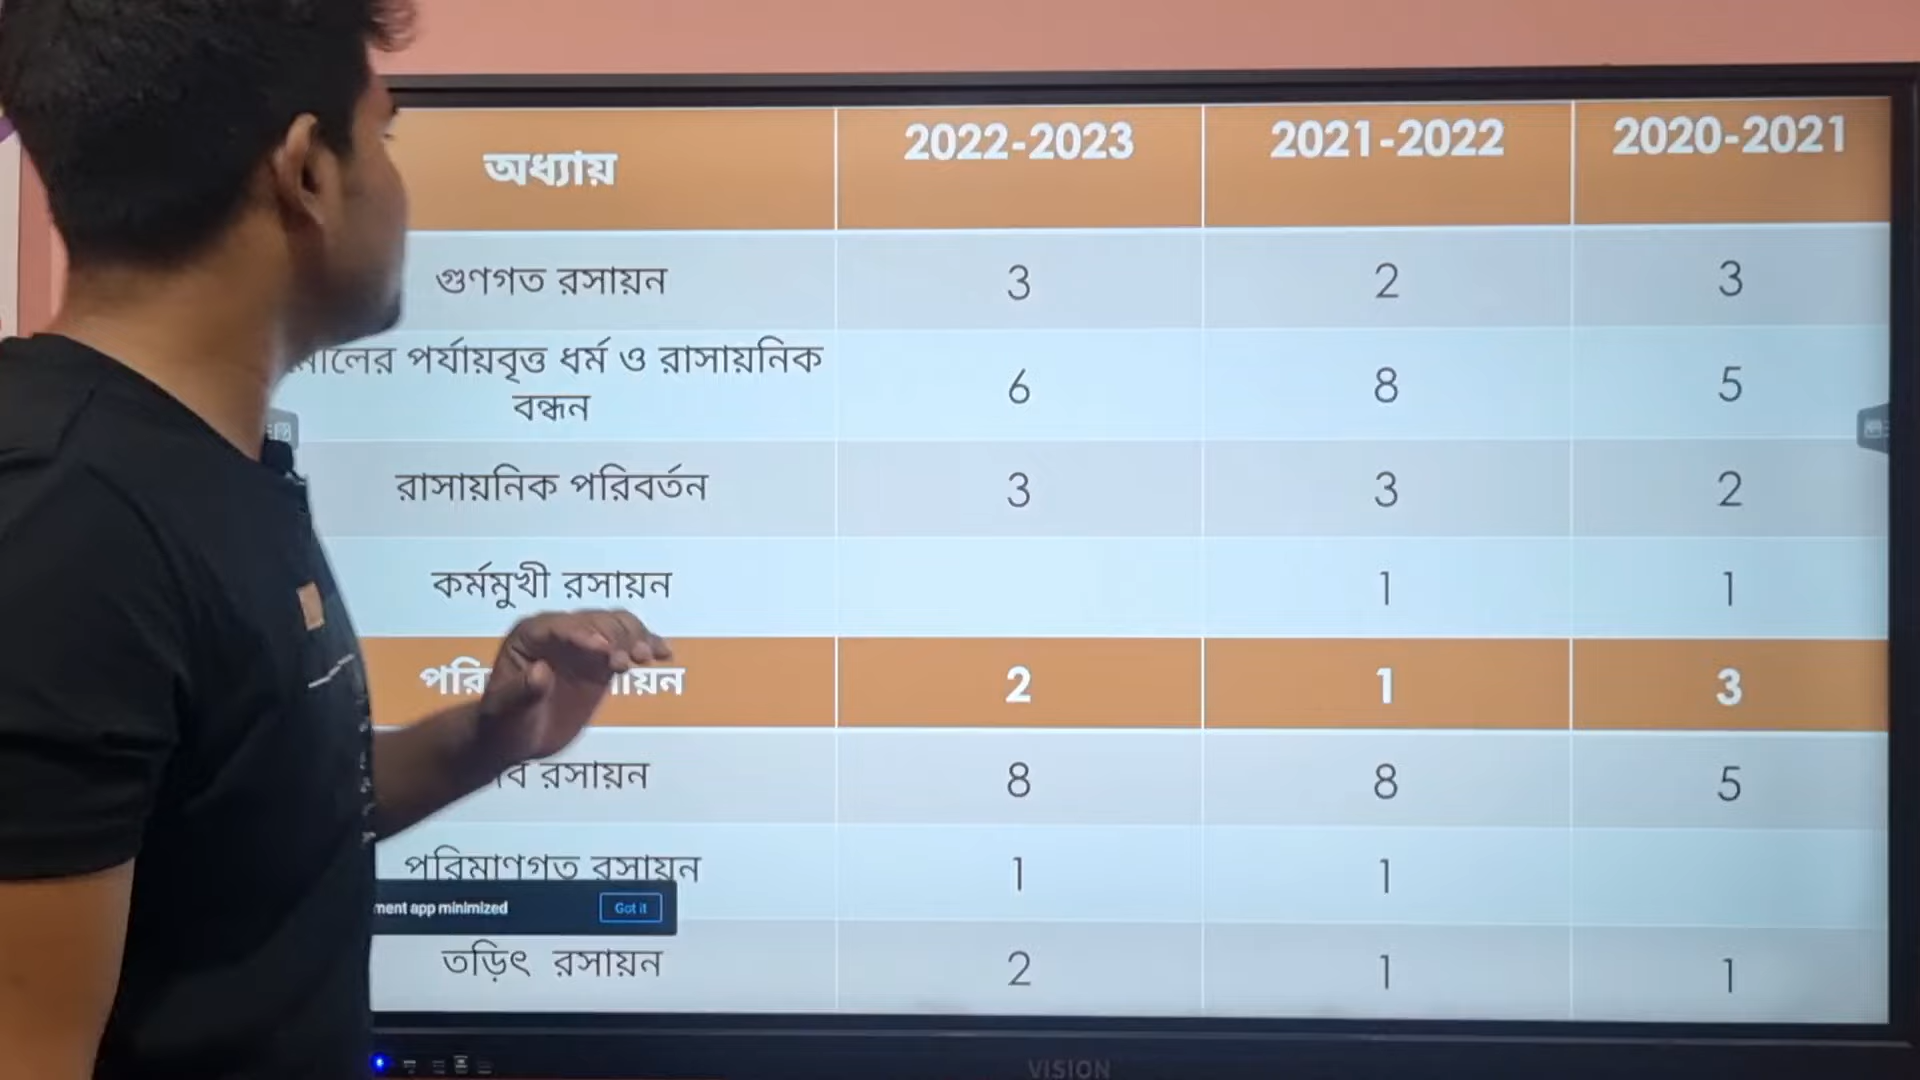 অধ্যায় 2022-2023 2021-2022 2020-2021
গুণগত রসায়ন 3 2 3
পর্যায়বৃত্ত ধর্ম ও রাসায়নিক
বন্ধন 6 8 5
রাসায়নিক পরিবর্তন 3 3 2
কর্মমুখী রসায়ন 1 1
2 1 3
রসায়ন 8 8 5
পরিমাণগত রসায়ন 1 1
app minimized Got it
তড়িৎ রসায়ন 2 1 1
VISION